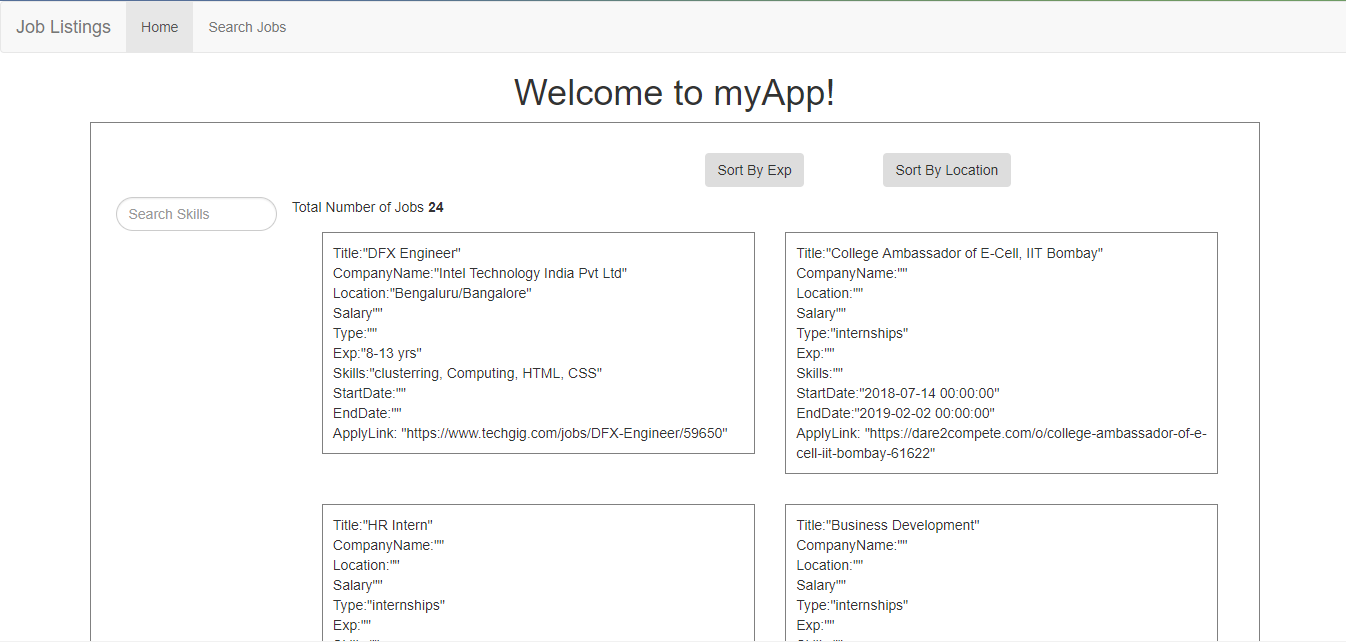 Job Listings Home Search Jobs
Welcome to myApp!
Sort By Exp Sort By Location
Search Skills
Total Number of Jobs 24
Title:"DFX Engineer"
CompanyName:"Intel Technology India Pvt Ltd"
Location:"Bengaluru/Bangalore"
Salary""
Type:""
Exp:"8-13 yrs"
Skills:"clusterring, Computing, HTML, CSS"
StartDate:""
EndDate:""
ApplyLink: "https://www.techgig.com/jobs/DFX-Engineer/59650"
Title:"College Ambassador of E-Cell, IIT Bombay"
CompanyName:""
Location:""
Salary""
Type:"internships"
Exp:""
Skills:""
StartDate:"2018-07-14 00:00:00"
EndDate:"2019-02-02 00:00:00"
ApplyLink: "https://dare2compete.com/o/college-ambassador-of-e-
cell-iit-bombay-61622"
Title:"HR Intern"
CompanyName:""
Location:""
Salary""
Type:"internships"
Exp:""
Title:"Business Development"
CompanyName:""
Location:""
Salary""
Type:"internships"
Exp:""